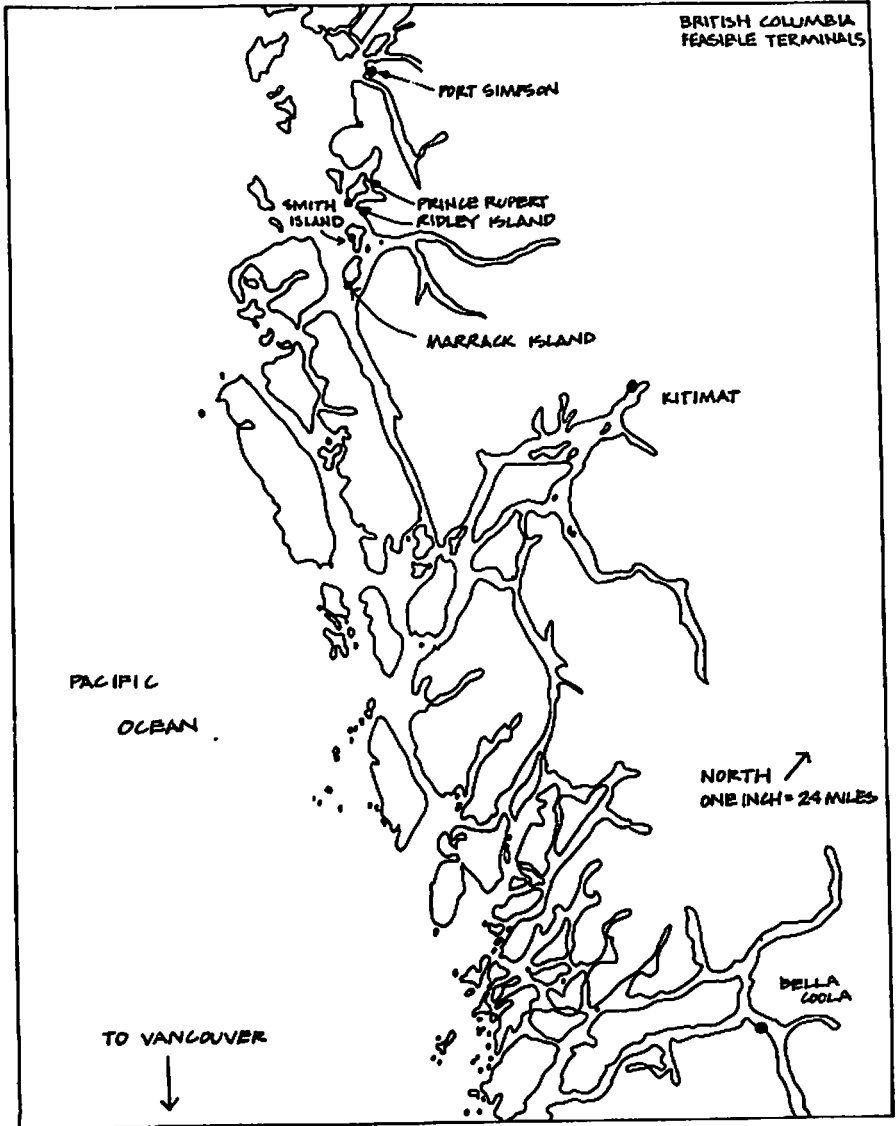 BRITISH COLUMBIA
FEASIBLE TERMINALS
PORT SIMPSON
PRINCE RUPERT
RIDLEY ISLAND
SMITH
ISLAND
MARRACK ISLAND
KITIMAT
PACIFIC
OCEAN
NORTH
ONE INCH = 24 MILES
BELLA
COOLA
TO VANCOUVER